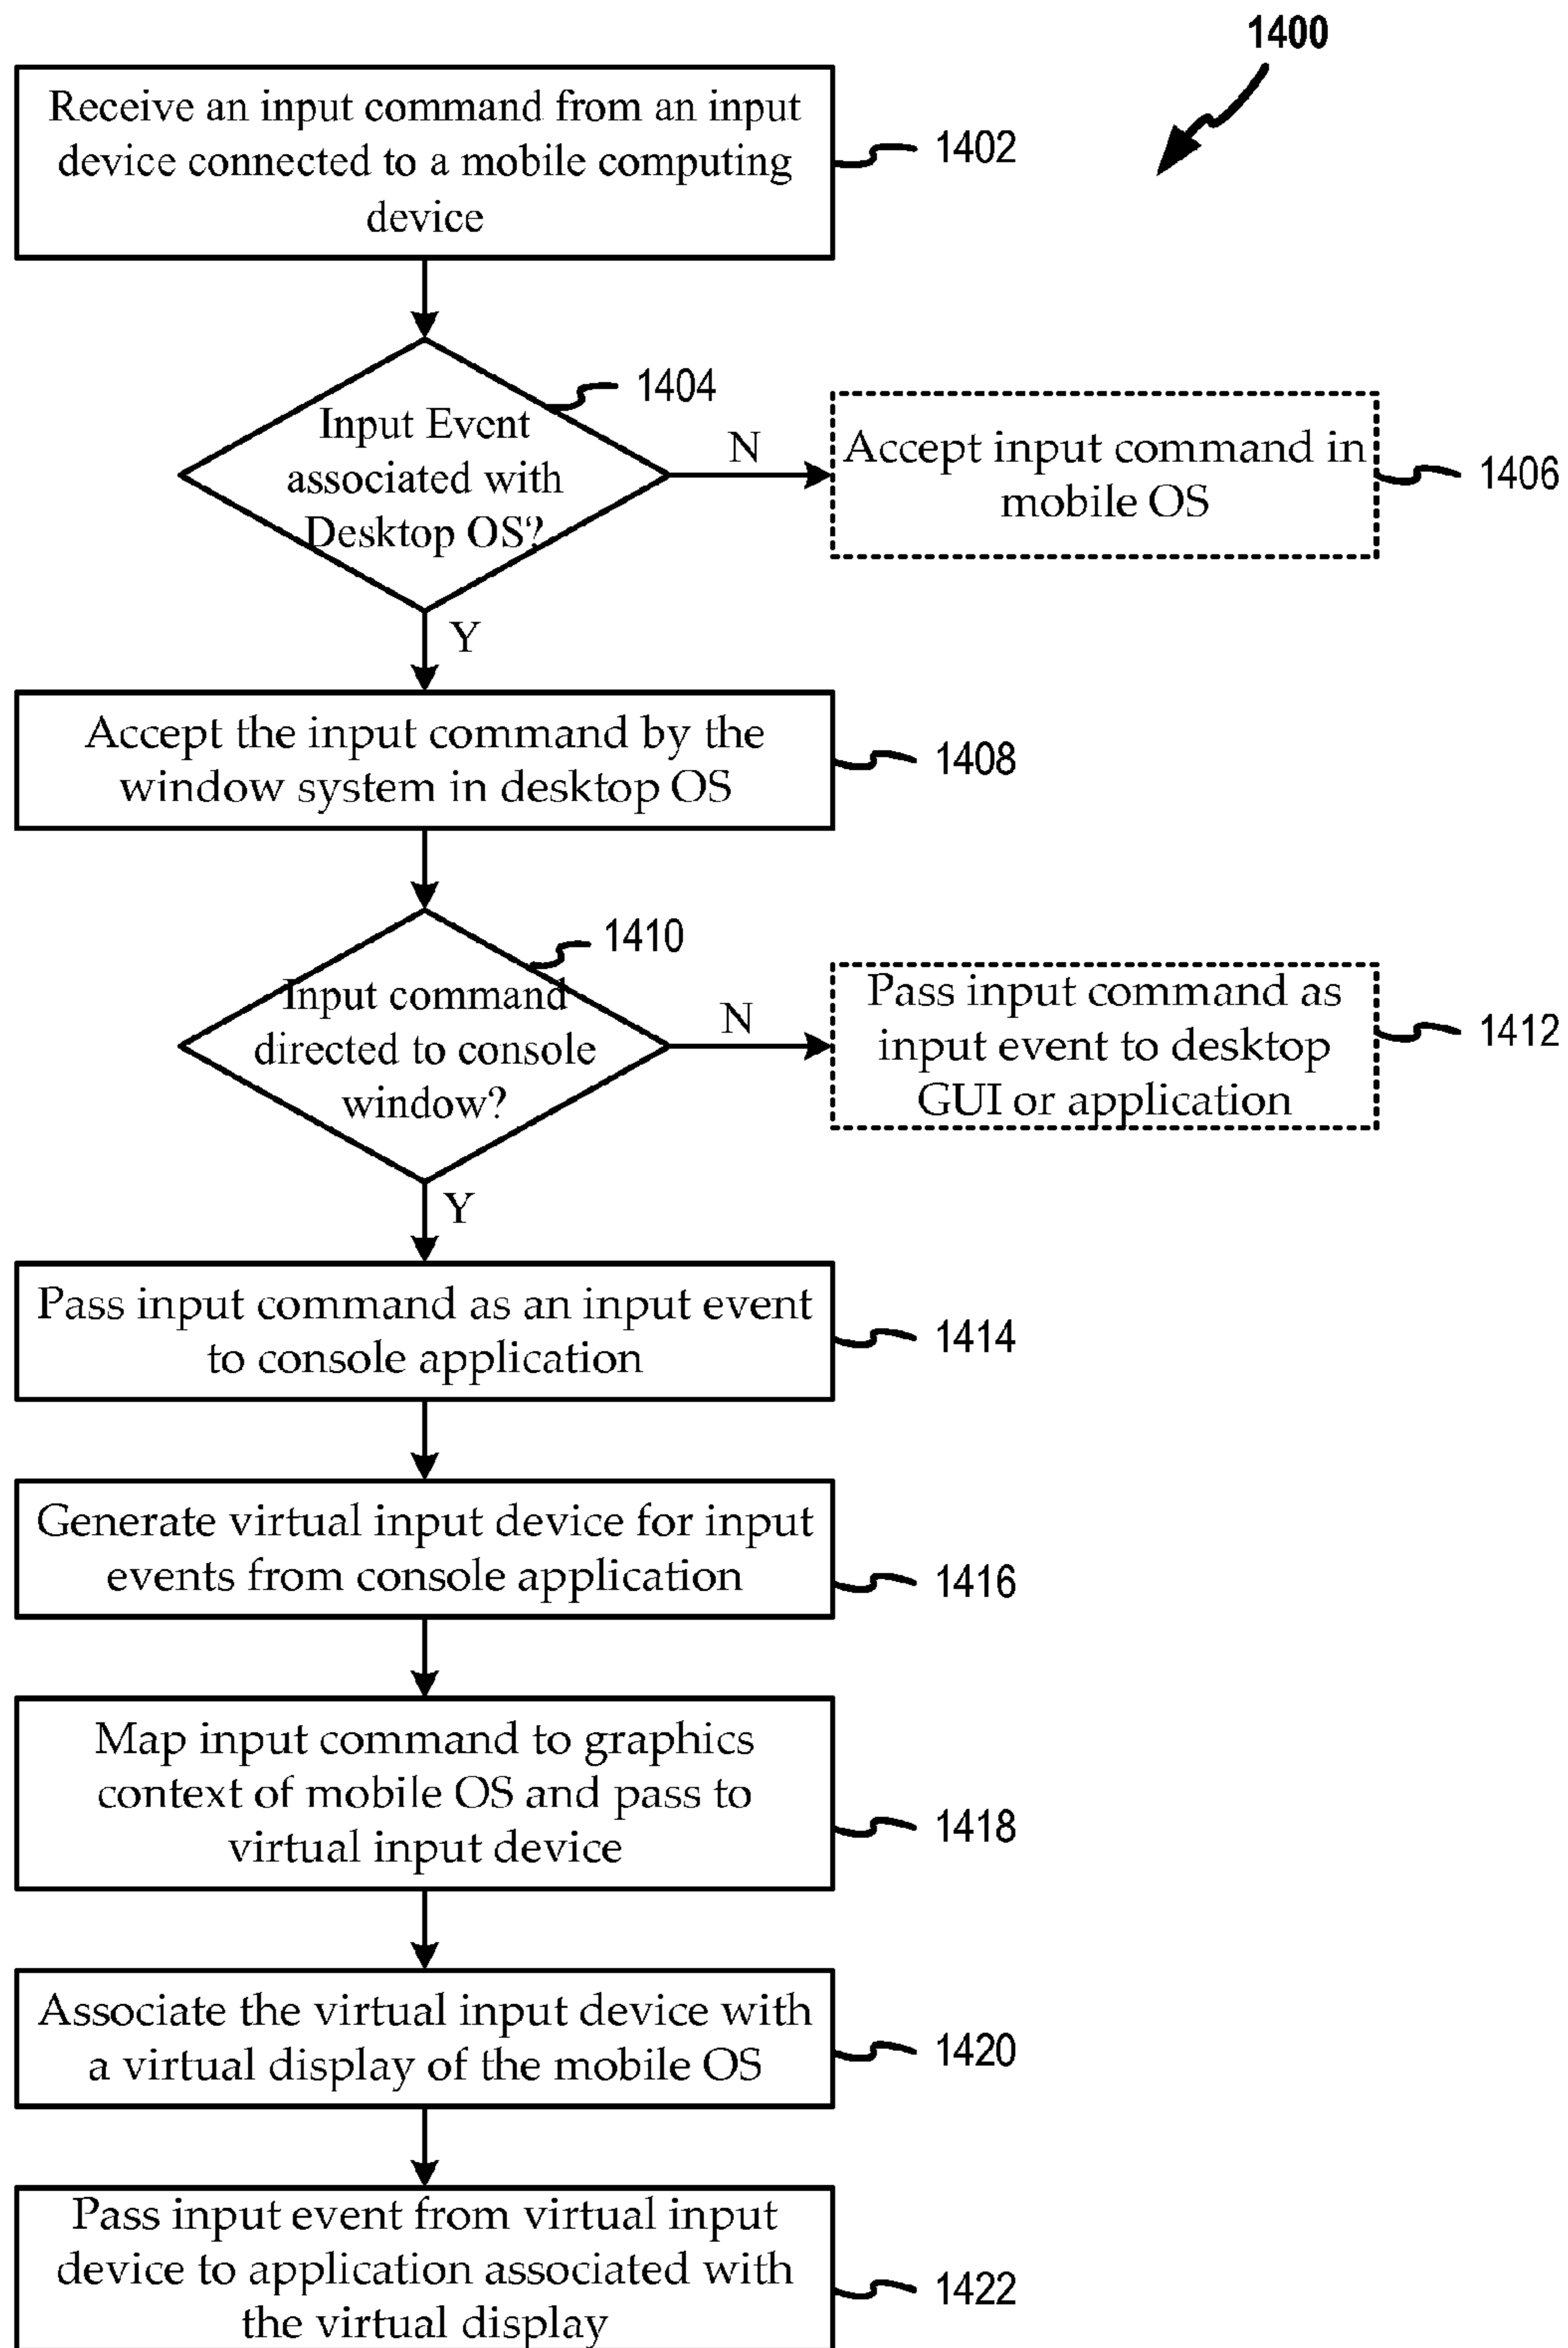 1400
Receive an input command from an input
device connected to a mobile computing
device
1402
Input Event
associated with
Desktop OS?
1404
N
Accept input command in
mobile OS
1406
Y
Accept the input command by the
window system in desktop OS
1408
Input command
directed to console
window?
1410
N
Pass input command as
input event to desktop
GUI or application
1412
Y
Pass input command as an input event
to console application
1414
Generate virtual input device for input
events from console application
1416
Map input command to graphics
context of mobile OS and pass to
virtual input device
1418
Associate the virtual input device with
a virtual display of the mobile OS
1420
Pass input event from virtual input
device to application associated with
the virtual display
1422